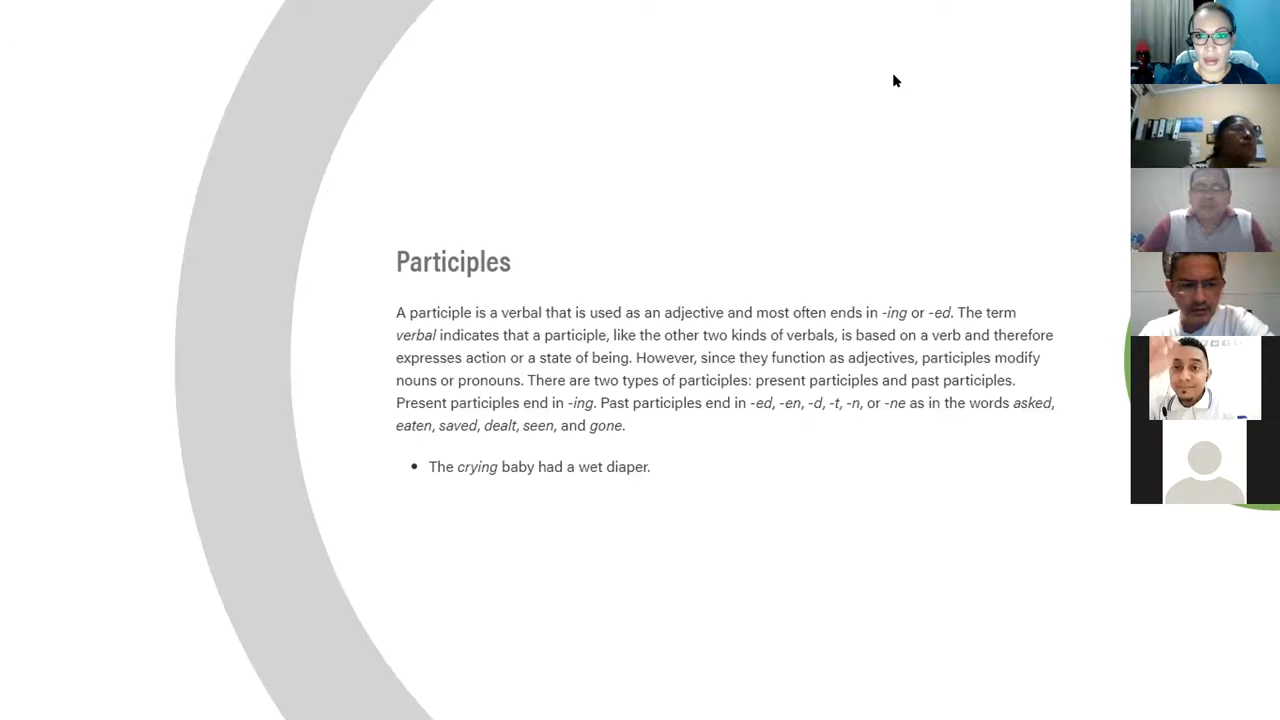 Participles
A participle is a verbal that is used as an adjective and most often ends in -ing or -ed. The term
verbal indicates that a participle, like the other two kinds of verbals, is based on a verb and therefore
expresses action or a state of being. However, since they function as adjectives, participles modify
nouns or pronouns. There are two types of participles: present participles and past participles.
Present participles end in -ing. Past participles end in -ed, -en, -d, -t, -n, or -ne as in the words asked,
eaten, saved, dealt, seen, and gone.
• The crying baby had a wet diaper.